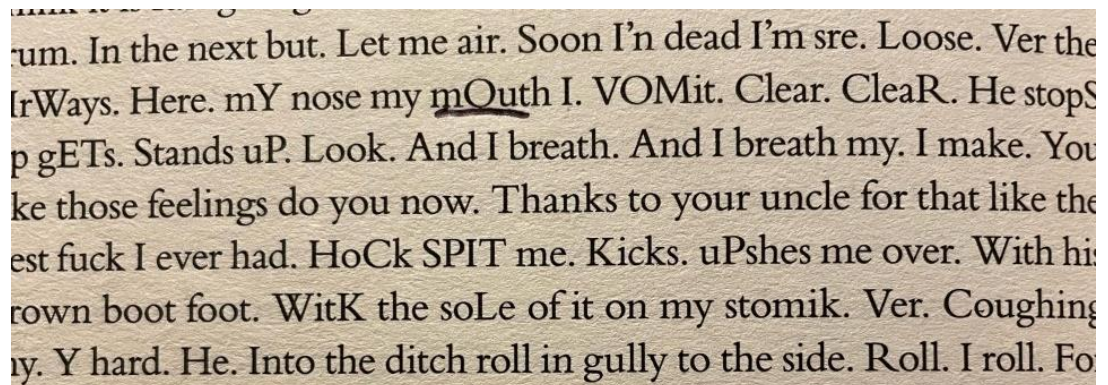 In the next but. Let me air. Soon I'n dead I'm sre. Loose. Ver the
IrWays. Here. mY nose my mOuth I. VOMit. Clear. CleaR. He stopS
p gETs. Stands uP. Look. And I breath. And I breath my. I make. You
ke those feelings do you now. Thanks to your uncle for that like the
est fuck I ever had. HoCk SPIT me. Kicks. uPshes me over. With his
rown boot foot. WitK the soLe of it on my stomik. Ver. Coughing
y. Y hard. He. Into the ditch roll in gully to the side. Roll. I roll. For